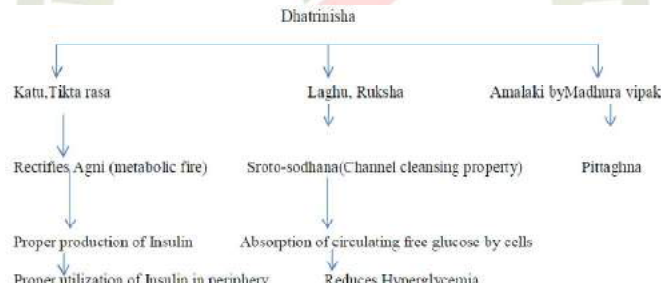 Dhatrinisha
Katu,Tikta rasa Laghu, Ruksha Amalaki byMadhura vipak
Rectifies Agni (metabolic fire) Sroto-sodhana(Channel cleansing property) Pittaghna
Proper production of Insulin Absorption of circulating free glucose by cells
Proper utilization of Insulin in periphery Reduces Hyperglycemia